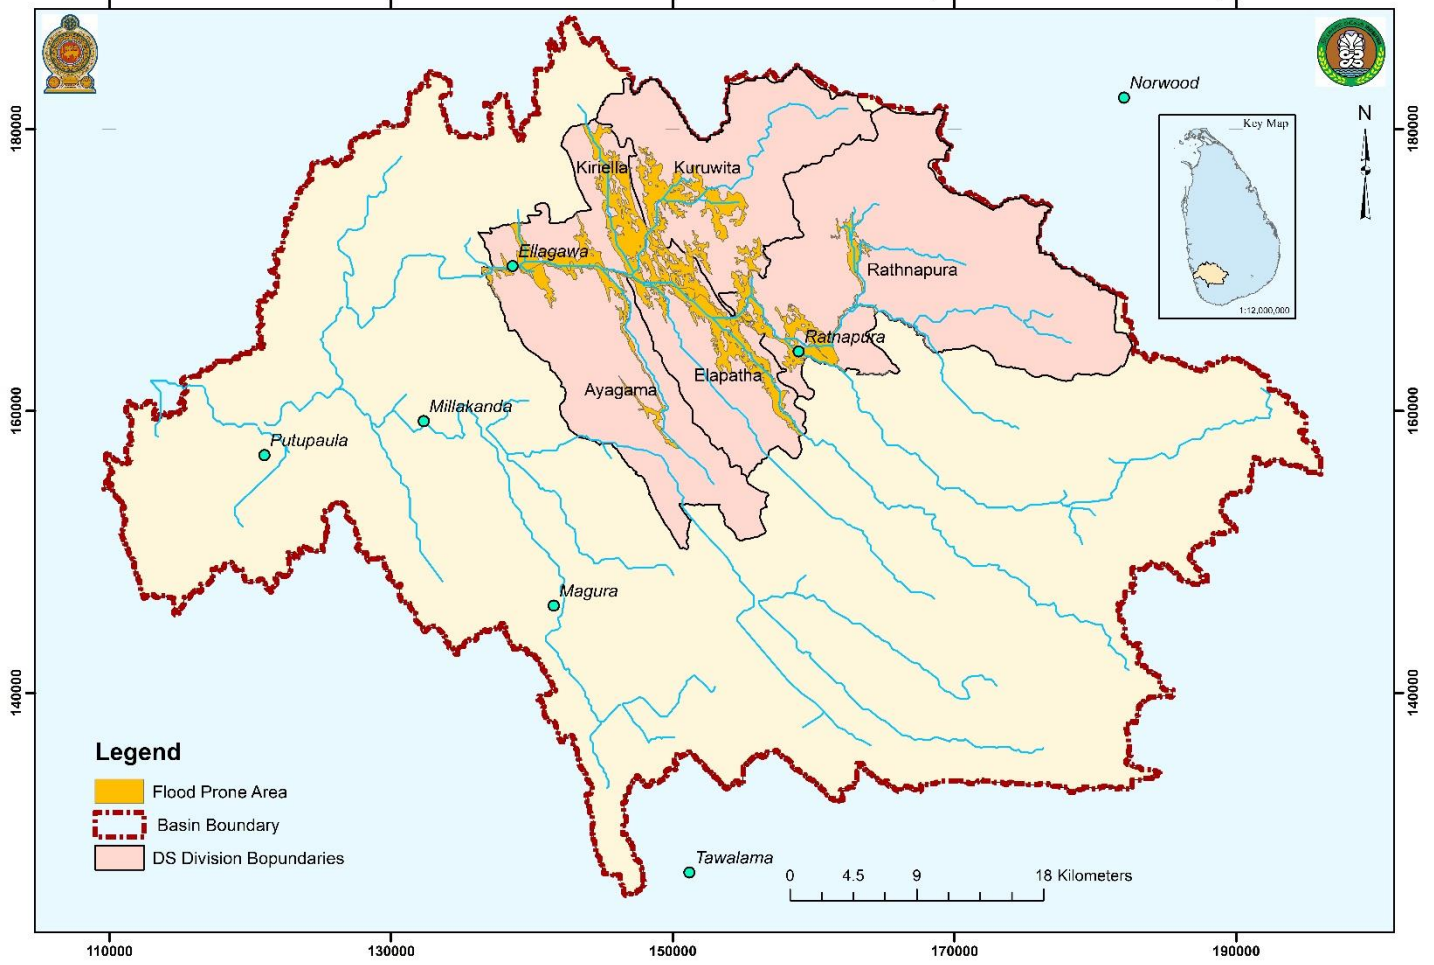 Norwood
Key Map
N
180000
180000
Kiriella
Kuruwita
Ellagawa
Rathnapura
1:12,000,000
Ratnapura
Elapatha
Ayagama
160000
160000
Millakanda
Putupaula
Magura
140000
140000
Legend
Flood Prone Area
Basin Boundary
DS Division Bopundaries
Tawalama
0 4.5 9 18 Kilometers
110000 130000 150000 170000 190000